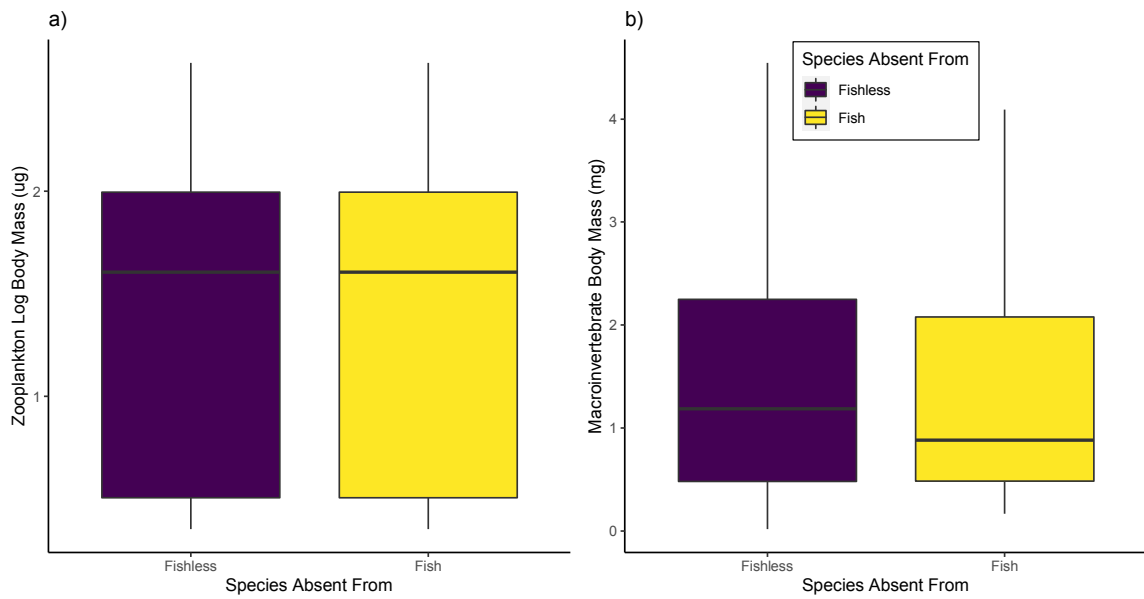 a)
Zooplankton Log Body Mass (ug)
2
1
Fishless
Fish
Species Absent From
b)
Species Absent From
Fishless
Fish
Macroinvertebrate Body Mass (mg)
4
3
2
1
0
Fishless
Fish
Species Absent From